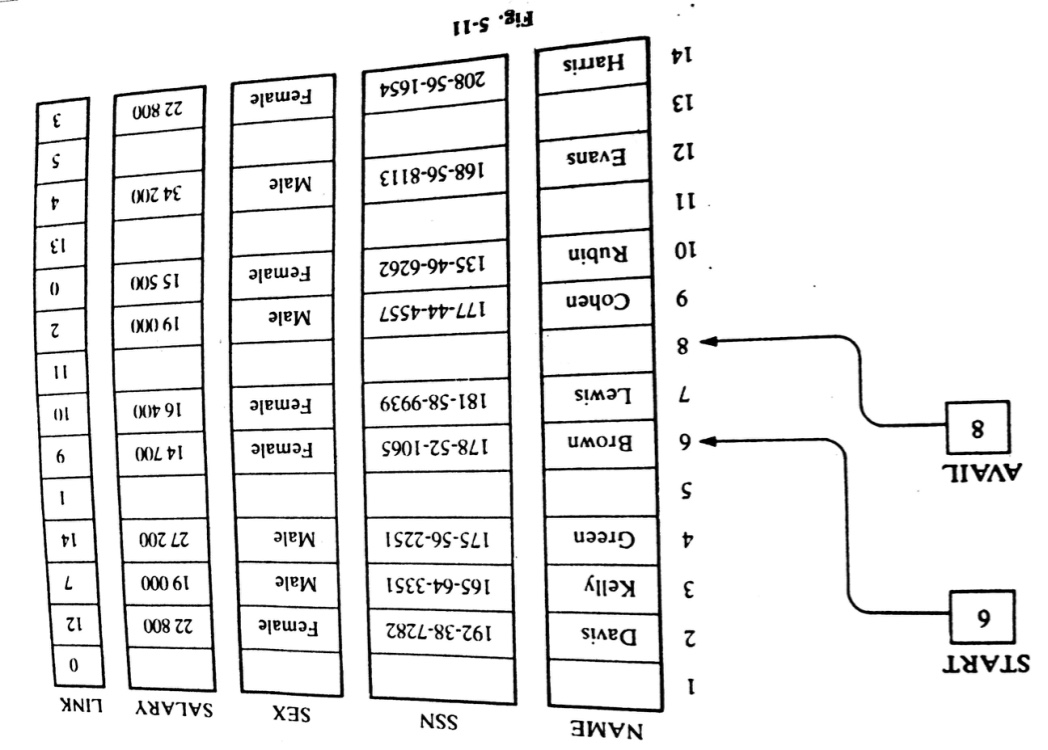 NAME SSN SEX SALARY LINK
START
6
AVAIL
8
1 0
2 Davis 192-38-7282 Female 22 800 12
3 Kelly 165-64-3351 Male 19 000 7
4 Green 175-56-2251 Male 27 200 14
5 1
6 Brown 178-52-1065 Female 14 700 9
7 Lewis 181-58-9939 Female 16 400 10
8 11
9 Cohen 177-44-4557 Male 19 000 2
10 Rubin 135-46-6262 Female 15 500 0
11 13
12 Evans 168-56-8113 Male 34 200 4
13 5
14 Harris 208-56-1654 Female 22 800 3
Fig. 5-11